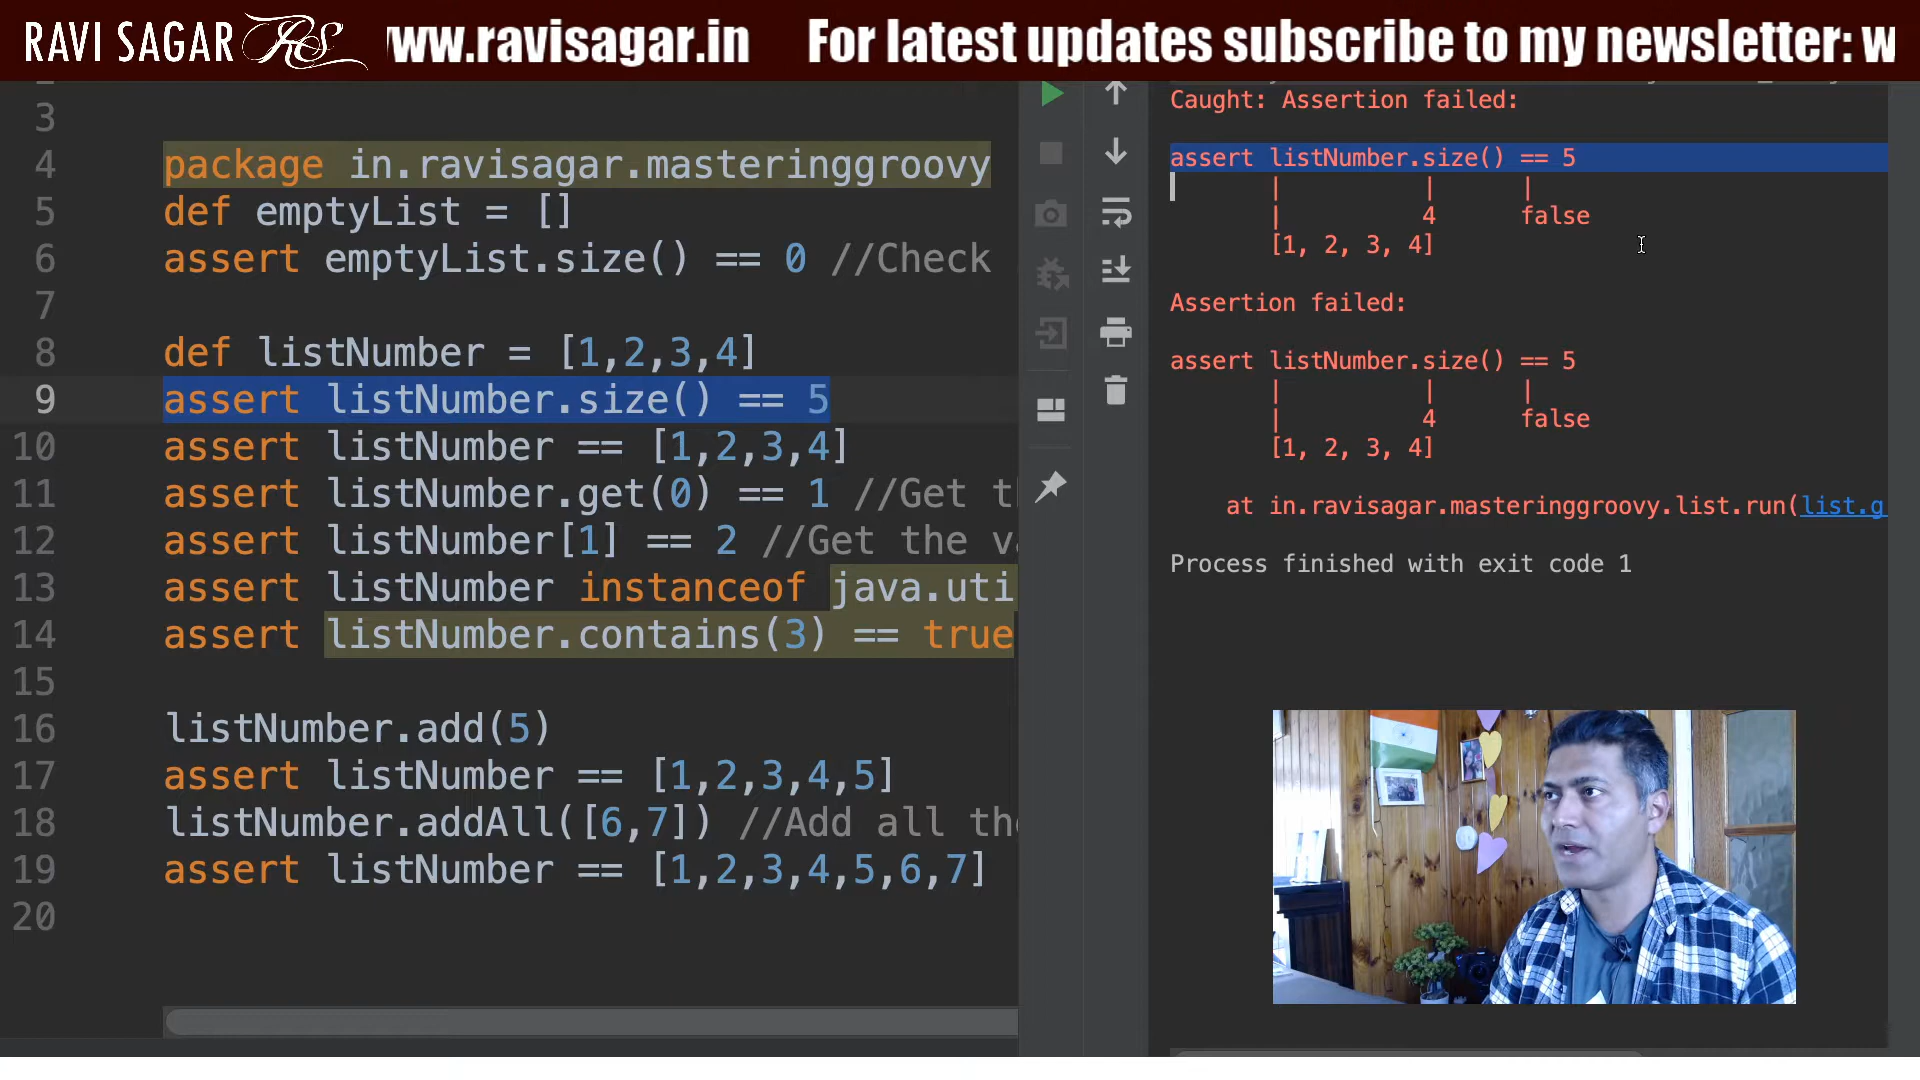 RAVI SAGAR RS ww.ravisagar.in For latest updates subscribe to my newsletter: w
3
4 package in.ravisagar.masteringgroovy
5 def emptyList = []
6 assert emptyList.size() == 0 //Check
7
8 def listNumber = [1,2,3,4]
9 assert listNumber.size() == 5
10 assert listNumber == [1,2,3,4]
11 assert listNumber.get(0) == 1 //Get t
12 assert listNumber[1] == 2 //Get the v
13 assert listNumber instanceof java.uti
14 assert listNumber.contains(3) == true
15
16 listNumber.add(5)
17 assert listNumber == [1,2,3,4,5]
18 listNumber.addAll([6,7]) //Add all th
19 assert listNumber == [1,2,3,4,5,6,7]
20
Caught: Assertion failed:
assert listNumber.size() == 5
| | |
| 4 false
[1, 2, 3, 4]
Assertion failed:
assert listNumber.size() == 5
| | |
| 4 false
[1, 2, 3, 4]
at in.ravisagar.masteringgroovy.list.run(list.g
Process finished with exit code 1